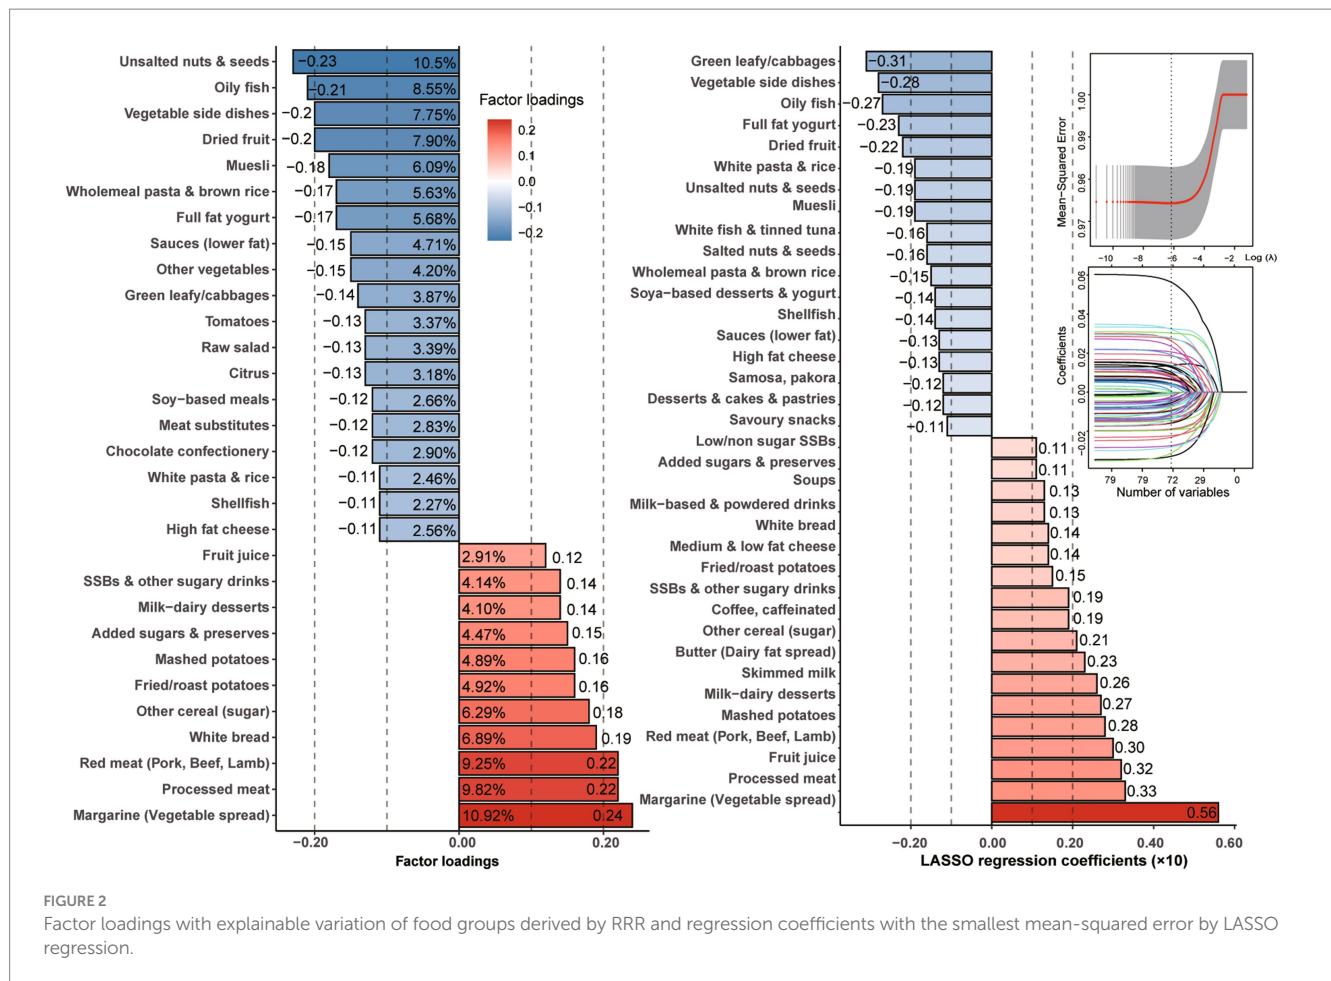 Unsalted nuts & seeds −0.23 10.5%
Oily fish −0.21 8.55%
Vegetable side dishes −0.2 7.75%
Dried fruit −0.2 7.90%
Muesli −0.18 6.09%
Wholemeal pasta & brown rice −0.17 5.63%
Full fat yogurt −0.17 5.68%
Sauces (lower fat) −0.15 4.71%
Other vegetables −0.15 4.20%
Green leafy/cabbages −0.14 3.87%
Tomatoes −0.13 3.37%
Raw salad −0.13 3.39%
Citrus −0.13 3.18%
Soy−based meals −0.12 2.66%
Meat substitutes −0.12 2.83%
Chocolate confectionery −0.12 2.90%
White pasta & rice −0.11 2.46%
Shellfish −0.11 2.27%
High fat cheese −0.11 2.56%
Fruit juice 2.91% 0.12
SSBs & other sugary drinks 4.14% 0.14
Milk−dairy desserts 4.10% 0.14
Added sugars & preserves 4.47% 0.15
Mashed potatoes 4.89% 0.16
Fried/roast potatoes 4.92% 0.16
Other cereal (sugar) 6.29% 0.18
White bread 6.89% 0.19
Red meat (Pork, Beef, Lamb) 9.25% 0.22
Processed meat 9.82% 0.22
Margarine (Vegetable spread) 10.92% 0.24
−0.20 0.00 0.20
Factor loadings
Factor loadings
0.2
0.1
0.0
−0.1
−0.2
Green leafy/cabbages −0.31
Vegetable side dishes −0.28
Oily fish −0.27
Full fat yogurt −0.23
Dried fruit −0.22
White pasta & rice −0.19
Unsalted nuts & seeds −0.19
Muesli −0.19
White fish & tinned tuna −0.16
Salted nuts & seeds −0.16
Wholemeal pasta & brown rice −0.15
Soya−based desserts & yogurt −0.14
Shellfish −0.14
Sauces (lower fat) −0.13
High fat cheese −0.13
Samosa, pakora −0.12
Desserts & cakes & pastries −0.12
Savoury snacks −0.11
Low/non sugar SSBs 0.11
Added sugars & preserves 0.11
Soups 0.13
Milk−based & powdered drinks 0.13
White bread 0.14
Medium & low fat cheese 0.14
Fried/roast potatoes 0.15
SSBs & other sugary drinks 0.19
Coffee, caffeinated 0.19
Other cereal (sugar) 0.21
Butter (Dairy fat spread) 0.23
Skimmed milk 0.26
Milk−dairy desserts 0.27
Mashed potatoes 0.28
Red meat (Pork, Beef, Lamb) 0.30
Fruit juice 0.32
Processed meat 0.33
Margarine (Vegetable spread) 0.56
−0.20 0.00 0.20 0.40 0.60
LASSO regression coefficients (×10)
Mean−Squared Error
1.00
0.99
0.98
0.97
−10 −8 −6 −4 −2 Log (λ)
Coefficients
0.06
0.04
0.02
0.00
−0.02
79 79 72 29 0
Number of variables
FIGURE 2
Factor loadings with explainable variation of food groups derived by RRR and regression coefficients with the smallest mean-squared error by LASSO
regression.